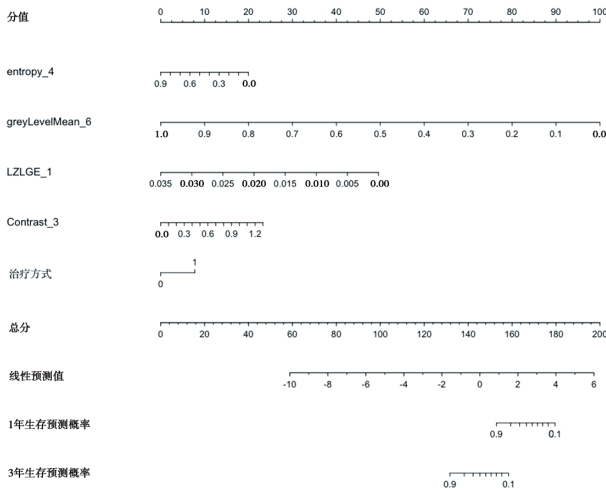 分值 0 10 20 30 40 50 60 70 80 90 100
entropy_4 0.9 0.6 0.3 0.0
greyLevelMean_6 1.0 0.9 0.8 0.7 0.6 0.5 0.4 0.3 0.2 0.1 0.0
LZLGE_1 0.035 0.030 0.025 0.020 0.015 0.010 0.005 0.00
Contrast_3 0.0 0.3 0.6 0.9 1.2
治疗方式 0 1
总分 0 20 40 60 80 100 120 140 160 180 200
线性预测值 -10 -8 -6 -4 -2 0 2 4 6
1年生存预测概率 0.9 0.1
3年生存预测概率 0.9 0.1